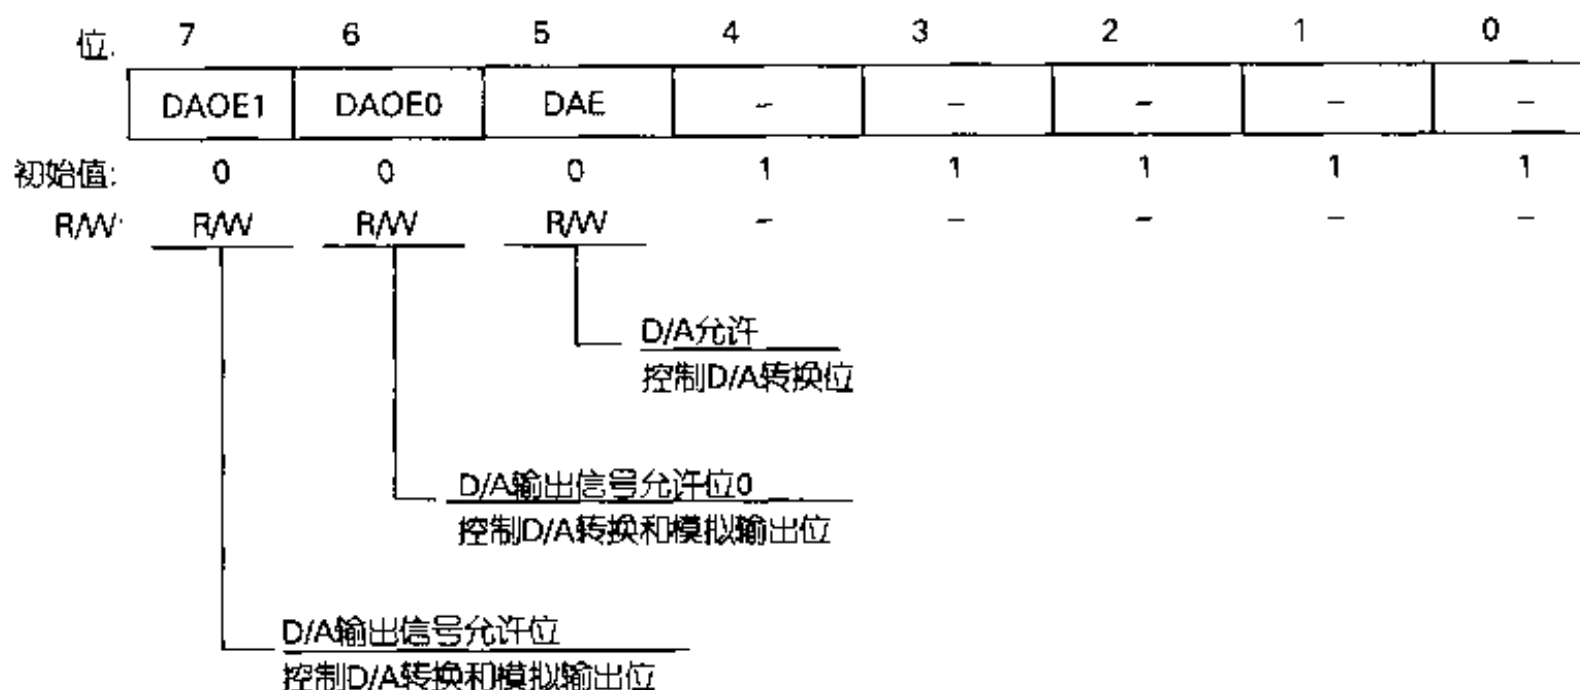 位. 7 6 5 4 3 2 1 0
DAOE1 DAOE0 DAE - - - - -
初始值: 0 0 0 1 1 1 1 1
R/W: R/W R/W R/W - - - - -
D/A允许
控制D/A转换位
D/A输出信号允许位0
控制D/A转换和模拟输出位
D/A输出信号允许位
控制D/A转换和模拟输出位